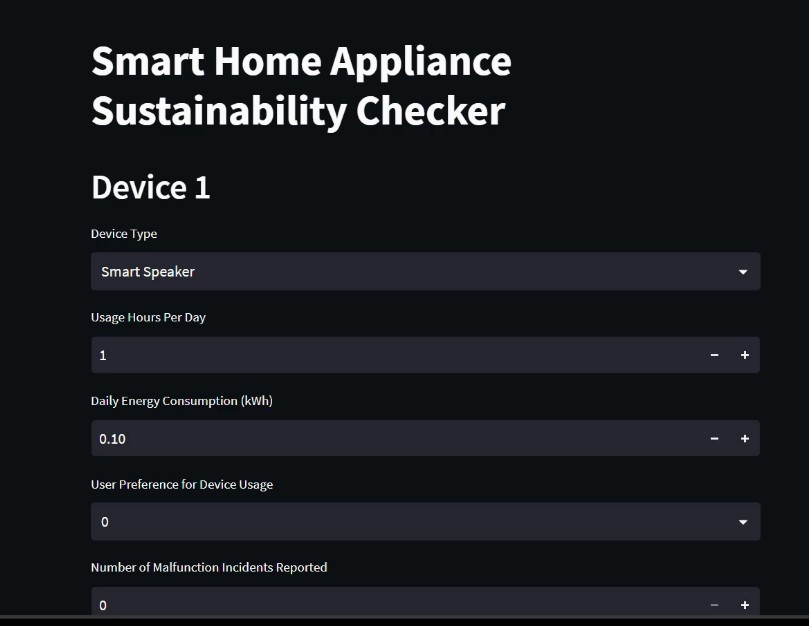 Smart Home Appliance
Sustainability Checker
Device 1
Device Type
Smart Speaker
Usage Hours Per Day
1
Daily Energy Consumption (kWh)
0.10
User Preference for Device Usage
0
Number of Malfunction Incidents Reported
0